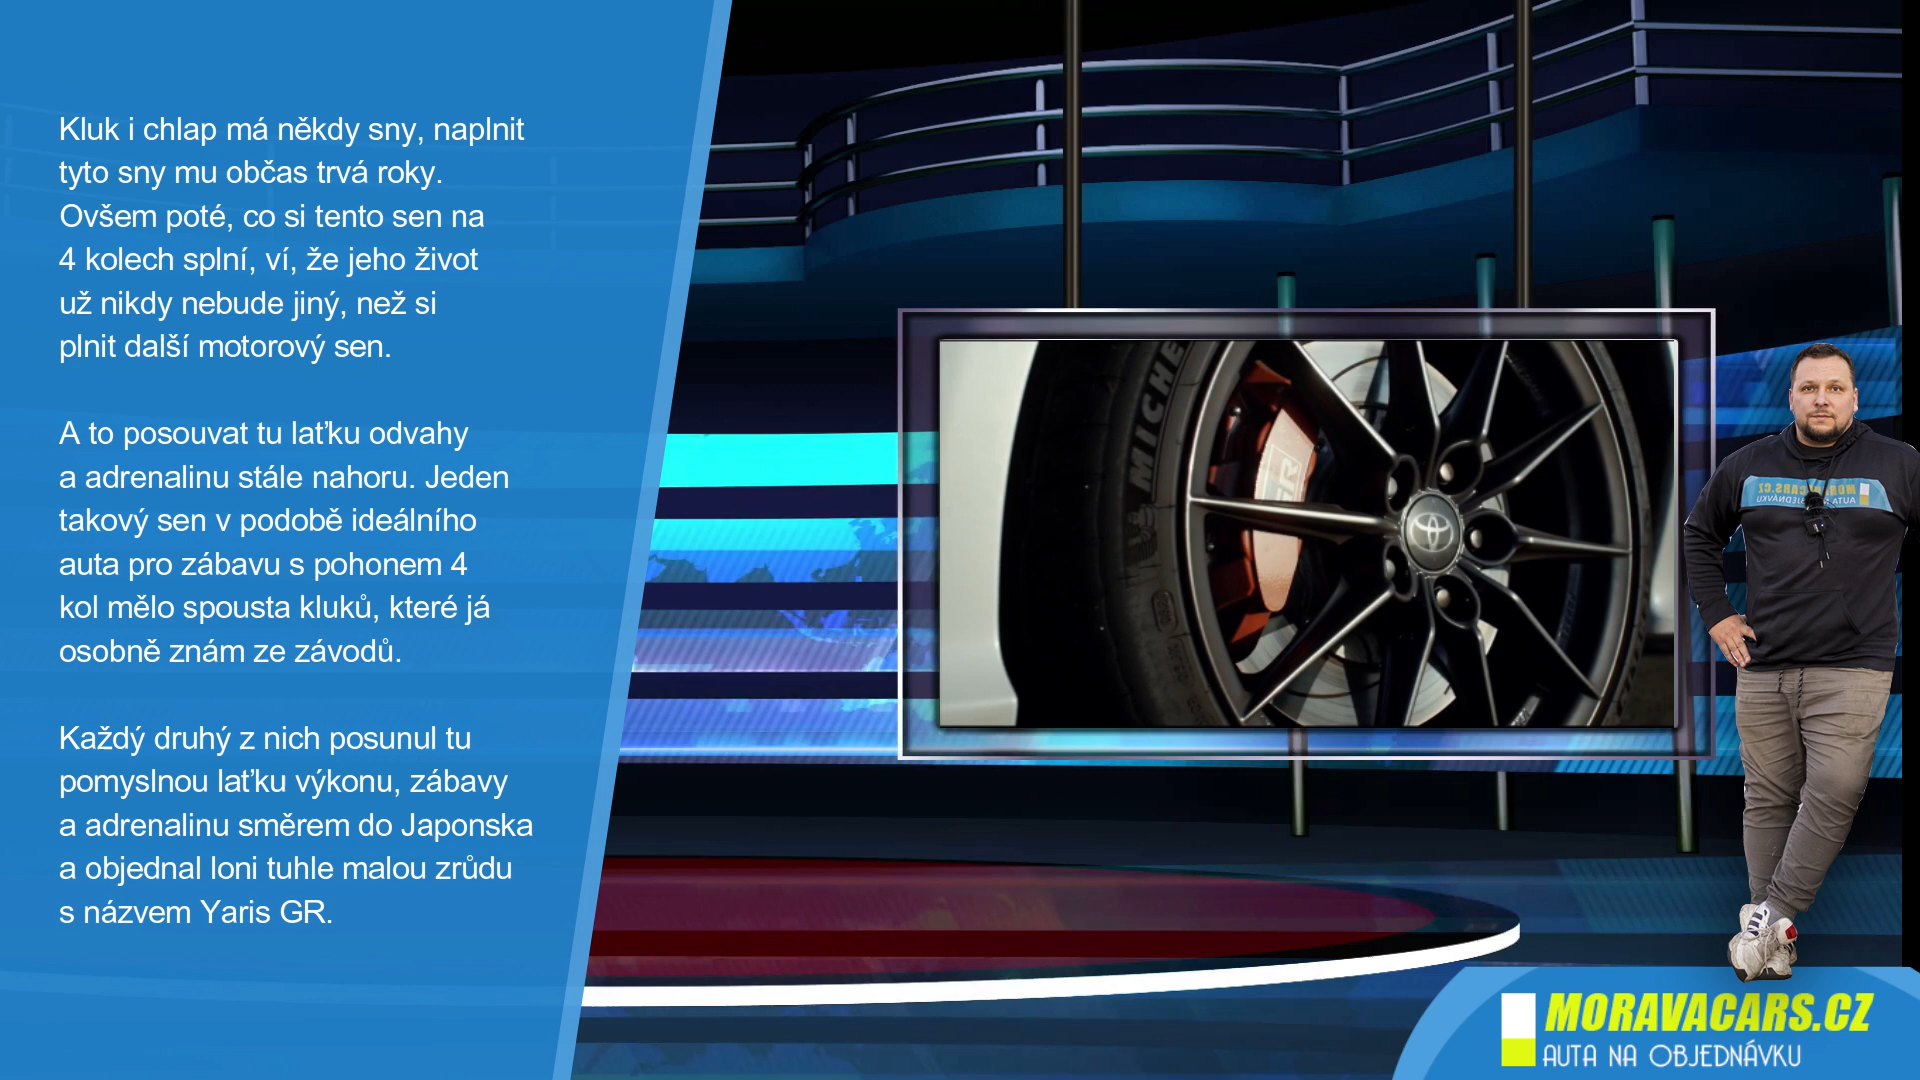 Kluk i chlap má někdy sny, naplnit
tyto sny mu občas trvá roky.
Ovšem poté, co si tento sen na
4 kolech splní, ví, že jeho život
už nikdy nebude jiný, než si
plnit další motorový sen.
A to posouvat tu laťku odvahy
a adrenalinu stále nahoru. Jeden
takový sen v podobě ideálního
auta pro zábavu s pohonem 4
kol mělo spousta kluků, které já
osobně znám ze závodů.
Každý druhý z nich posunul tu
pomyslnou laťku výkonu, zábavy
a adrenalinu směrem do Japonska
a objednal loni tuhle malou zrůdu
s názvem Yaris GR.
MICHE
GR
MORAVACARS.CZ
AUTA NA OBJEDNÁVKU